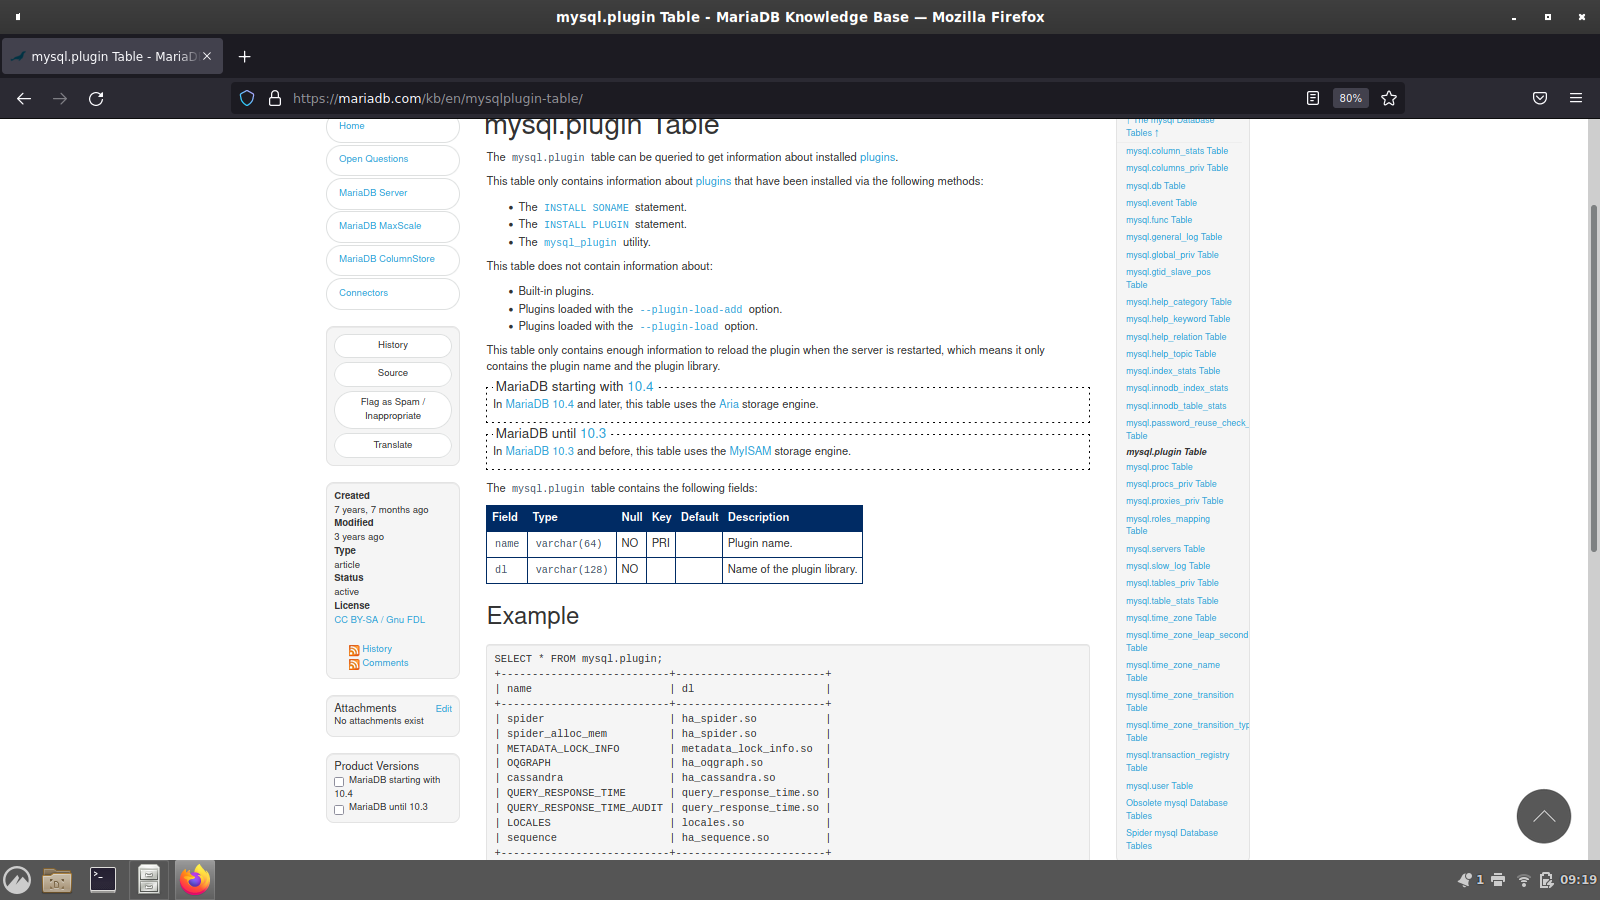 mysql.plugin Table - MariaDB Knowledge Base — Mozilla Firefox
mysql.plugin Table - MariaD
https://mariadb.com/kb/en/mysqlplugin-table/
80%
Home
Open Questions
MariaDB Server
MariaDB MaxScale
MariaDB ColumnStore
Connectors
History
Source
Flag as Spam /
Inappropriate
Translate
Created
7 years, 7 months ago
Modified
3 years ago
Type
article
Status
active
License
CC BY-SA / Gnu FDL
History
Comments
Attachments Edit
No attachments exist
Product Versions
MariaDB starting with
10.4
MariaDB until 10.3
mysql.plugin Table
The mysql.plugin table can be queried to get information about installed plugins.
This table only contains information about plugins that have been installed via the following methods:
• The INSTALL SONAME statement.
• The INSTALL PLUGIN statement.
• The mysql_plugin utility.
This table does not contain information about:
• Built-in plugins.
• Plugins loaded with the --plugin-load-add option.
• Plugins loaded with the --plugin-load option.
This table only contains enough information to reload the plugin when the server is restarted, which means it only
contains the plugin name and the plugin library.
MariaDB starting with 10.4
In MariaDB 10.4 and later, this table uses the Aria storage engine.
MariaDB until 10.3
In MariaDB 10.3 and before, this table uses the MyISAM storage engine.
The mysql.plugin table contains the following fields:
Field Type Null Key Default Description
name varchar(64) NO PRI Plugin name.
dl varchar(128) NO Name of the plugin library.
Example
SELECT * FROM mysql.plugin;
+---------------------------+------------------------+
| name                      | dl                     |
+---------------------------+------------------------+
| spider                    | ha_spider.so           |
| spider_alloc_mem          | ha_spider.so           |
| METADATA_LOCK_INFO        | metadata_lock_info.so  |
| OQGRAPH                   | ha_oqgraph.so          |
| cassandra                 | ha_cassandra.so        |
| QUERY_RESPONSE_TIME       | query_response_time.so |
| QUERY_RESPONSE_TIME_AUDIT | query_response_time.so |
| LOCALES                   | locales.so             |
| sequence                  | ha_sequence.so         |
+---------------------------+------------------------+
↑ The mysql Database
Tables ↑
mysql.column_stats Table
mysql.columns_priv Table
mysql.db Table
mysql.event Table
mysql.func Table
mysql.general_log Table
mysql.global_priv Table
mysql.gtid_slave_pos
Table
mysql.help_category Table
mysql.help_keyword Table
mysql.help_relation Table
mysql.help_topic Table
mysql.index_stats Table
mysql.innodb_index_stats
mysql.innodb_table_stats
mysql.password_reuse_check_
Table
mysql.plugin Table
mysql.proc Table
mysql.procs_priv Table
mysql.proxies_priv Table
mysql.roles_mapping
Table
mysql.servers Table
mysql.slow_log Table
mysql.tables_priv Table
mysql.table_stats Table
mysql.time_zone Table
mysql.time_zone_leap_second
Table
mysql.time_zone_name
Table
mysql.time_zone_transition
Table
mysql.time_zone_transition_typ
Table
mysql.transaction_registry
Table
mysql.user Table
Obsolete mysql Database
Tables
Spider mysql Database
Tables
1
09:19